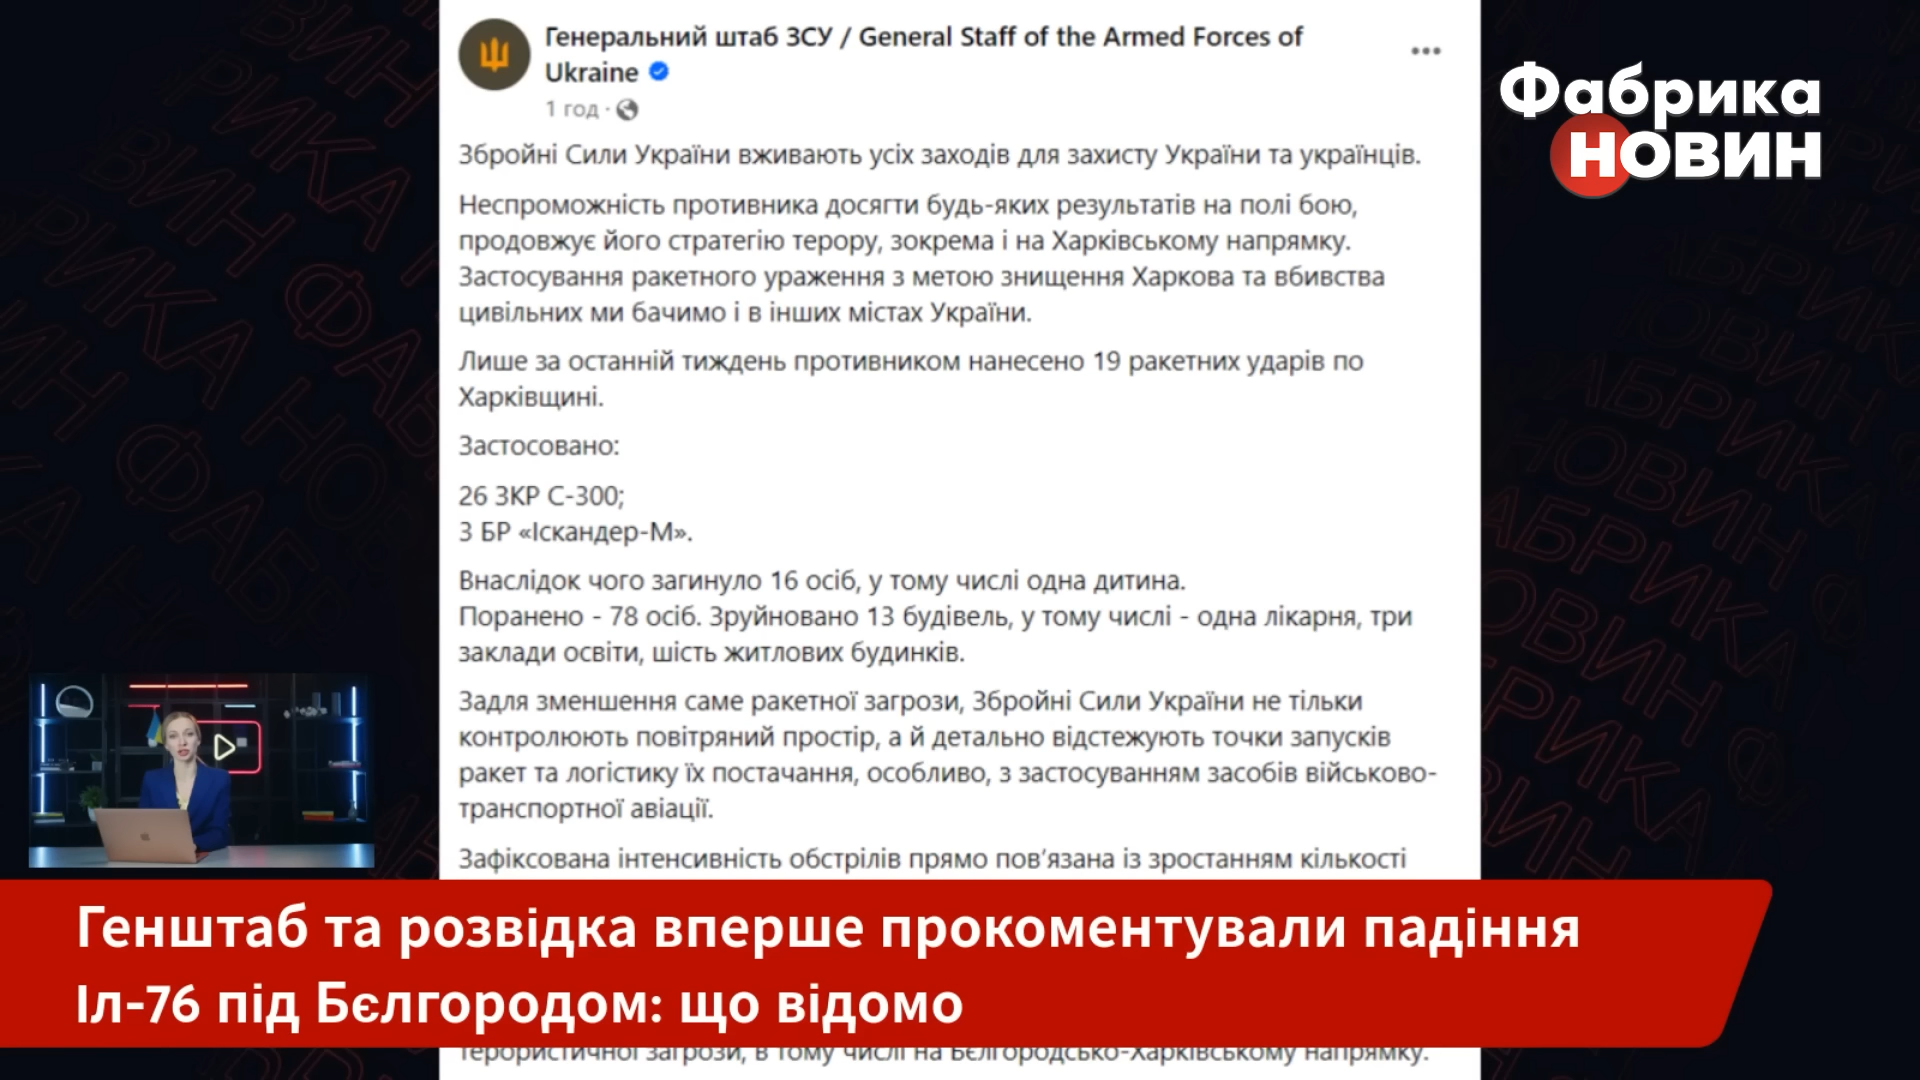 Генеральний штаб ЗСУ / General Staff of the Armed Forces of
Ukraine
1 год ·
Збройні Сили України вживають усіх заходів для захисту України та українців.
Неспроможність противника досягти будь-яких результатів на полі бою,
продовжує його стратегію терору, зокрема і на Харківському напрямку.
Застосування ракетного ураження з метою знищення Харкова та вбивства
цивільних ми бачимо і в інших містах України.
Лише за останній тиждень противником нанесено 19 ракетних ударів по
Харківщині.
Застосовано:
26 ЗКР С-300;
3 БР «Іскандер-М».
Внаслідок чого загинуло 16 осіб, у тому числі одна дитина.
Поранено - 78 осіб. Зруйновано 13 будівель, у тому числі - одна лікарня, три
заклади освіти, шість житлових будинків.
Задля зменшення саме ракетної загрози, Збройні Сили України не тільки
контролюють повітряний простір, а й детально відстежують точки запусків
ракет та логістику їх постачання, особливо, з застосуванням засобів військово-
транспортної авіації.
Зафіксована інтенсивність обстрілів прямо пов’язана із зростанням кількості
терористичної загрози, в тому числі на Бєлгородсько-Харківському напрямку.
Фабрика
НОВИН
Генштаб та розвідка вперше прокоментували падіння
Іл-76 під Бєлгородом: що відомо